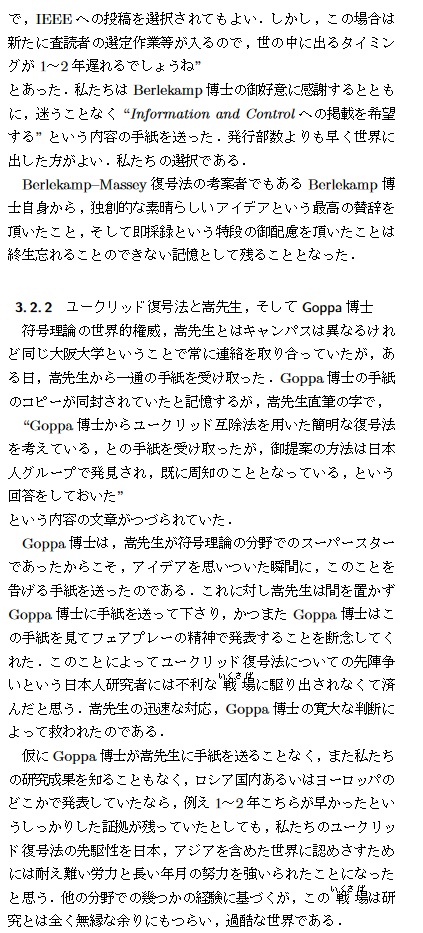 で，IEEE への投稿を選択されてもよい．しかし，この場合は
新たに査読者の選定作業等が入るので，世の中に出るタイミン
グが 1～2 年遅れるでしょうね”
とあった．私たちは Berlekamp 博士の御好意に感謝するととも
に，迷うことなく “Information and Control への掲載を希望
する” という内容の手紙を送った．発行部数よりも早く世界に
出した方がよい．私たちの選択である．
Berlekamp–Massey 復号法の考案者でもある Berlekamp 博
士自身から，独創的な素晴らしいアイデアという最高の賛辞を
頂いたこと，そして即採録という特段の御配慮を頂いたことは
終生忘れることのできない記憶として残ることとなった．
3.2.2 ユークリッド復号法と嵩先生，そして Goppa 博士
符号理論の世界的権威，嵩先生とはキャンパスは異なるけれ
ど同じ大阪大学ということで常に連絡を取り合っていたが，あ
る日，嵩先生から一通の手紙を受け取った．Goppa 博士の手紙
のコピーが同封されていたと記憶するが，嵩先生直筆の字で，
“Goppa 博士からユークリッド互除法を用いた簡明な復号法
を考えている，との手紙を受け取ったが，御提案の方法は日本
人グループで発見され，既に周知のこととなっている，という
回答をしておいた”
という内容の文章がつづられていた．
Goppa 博士は，嵩先生が符号理論の分野でのスーパースター
であったからこそ，アイデアを思いついた瞬間に，このことを
告げる手紙を送ったのである．これに対し嵩先生は間を置かず
Goppa 博士に手紙を送って下さり，かつまた Goppa 博士はこ
の手紙を見てフェアプレーの精神で発表することを断念してく
れた．このことによってユークリッド復号法についての先陣争
いという日本人研究者には不利な戦場に駆り出されなくて済
いくさば
んだと思う．嵩先生の迅速な対応，Goppa 博士の寛大な判断に
よって救われたのである．
仮に Goppa 博士が嵩先生に手紙を送ることなく，また私たち
の研究成果を知ることもなく，ロシア国内あるいはヨーロッパの
どこかで発表していたなら，例え 1～2 年こちらが早かったとい
うしっかりした証拠が残っていたとしても，私たちのユークリッ
ド復号法の先駆性を日本，アジアを含めた世界に認めさすため
には耐え難い労力と長い年月の努力を強いられたことになった
と思う．他の分野での幾つかの経験に基づくが，この戦場は研
いくさば
究とは全く無縁な余りにもつらい，過酷な世界である．